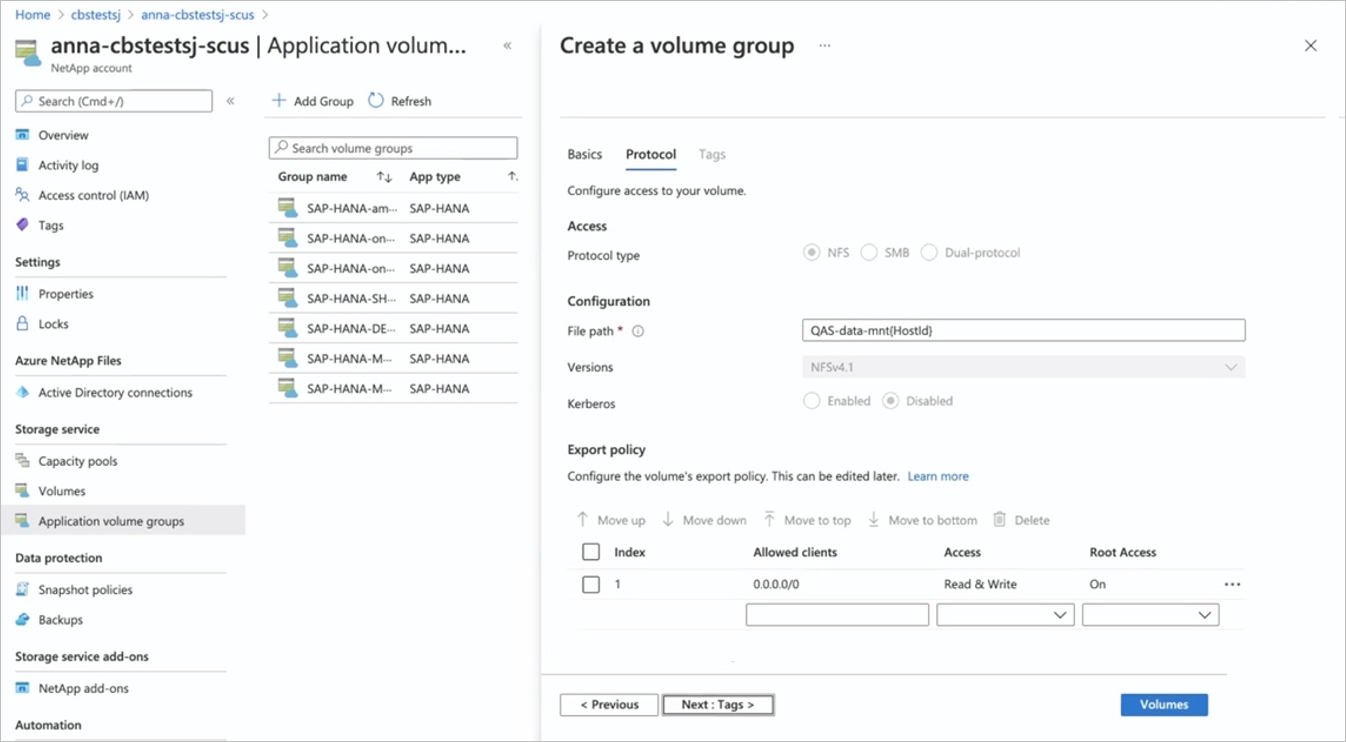 Home > cbstestsj > anna-cbstestsj-scus >
anna-cbstestsj-scus | Application volum... «
NetApp account
Search (Cmd+/) «
Overview
Activity log
Access control (IAM)
Tags
Settings
Properties
Locks
Azure NetApp Files
Active Directory connections
Storage service
Capacity pools
Volumes
Application volume groups
Data protection
Snapshot policies
Backups
Storage service add-ons
NetApp add-ons
Automation
Add Group Refresh
Search volume groups
Group name App type
SAP-HANA-am... SAP-HANA
SAP-HANA-on... SAP-HANA
SAP-HANA-on... SAP-HANA
SAP-HANA-SH... SAP-HANA
SAP-HANA-DE... SAP-HANA
SAP-HANA-M... SAP-HANA
SAP-HANA-M... SAP-HANA
Create a volume group ...
Basics Protocol Tags
Configure access to your volume.
Access
Protocol type NFS SMB Dual-protocol
Configuration
File path * QAS-data-mnt{HostId}
Versions NFSv4.1
Kerberos Enabled Disabled
Export policy
Configure the volume's export policy. This can be edited later. Learn more
Move up Move down Move to top Move to bottom Delete
Index Allowed clients Access Root Access
1 0.0.0.0/0 Read & Write On ...
< Previous Next : Tags > Volumes